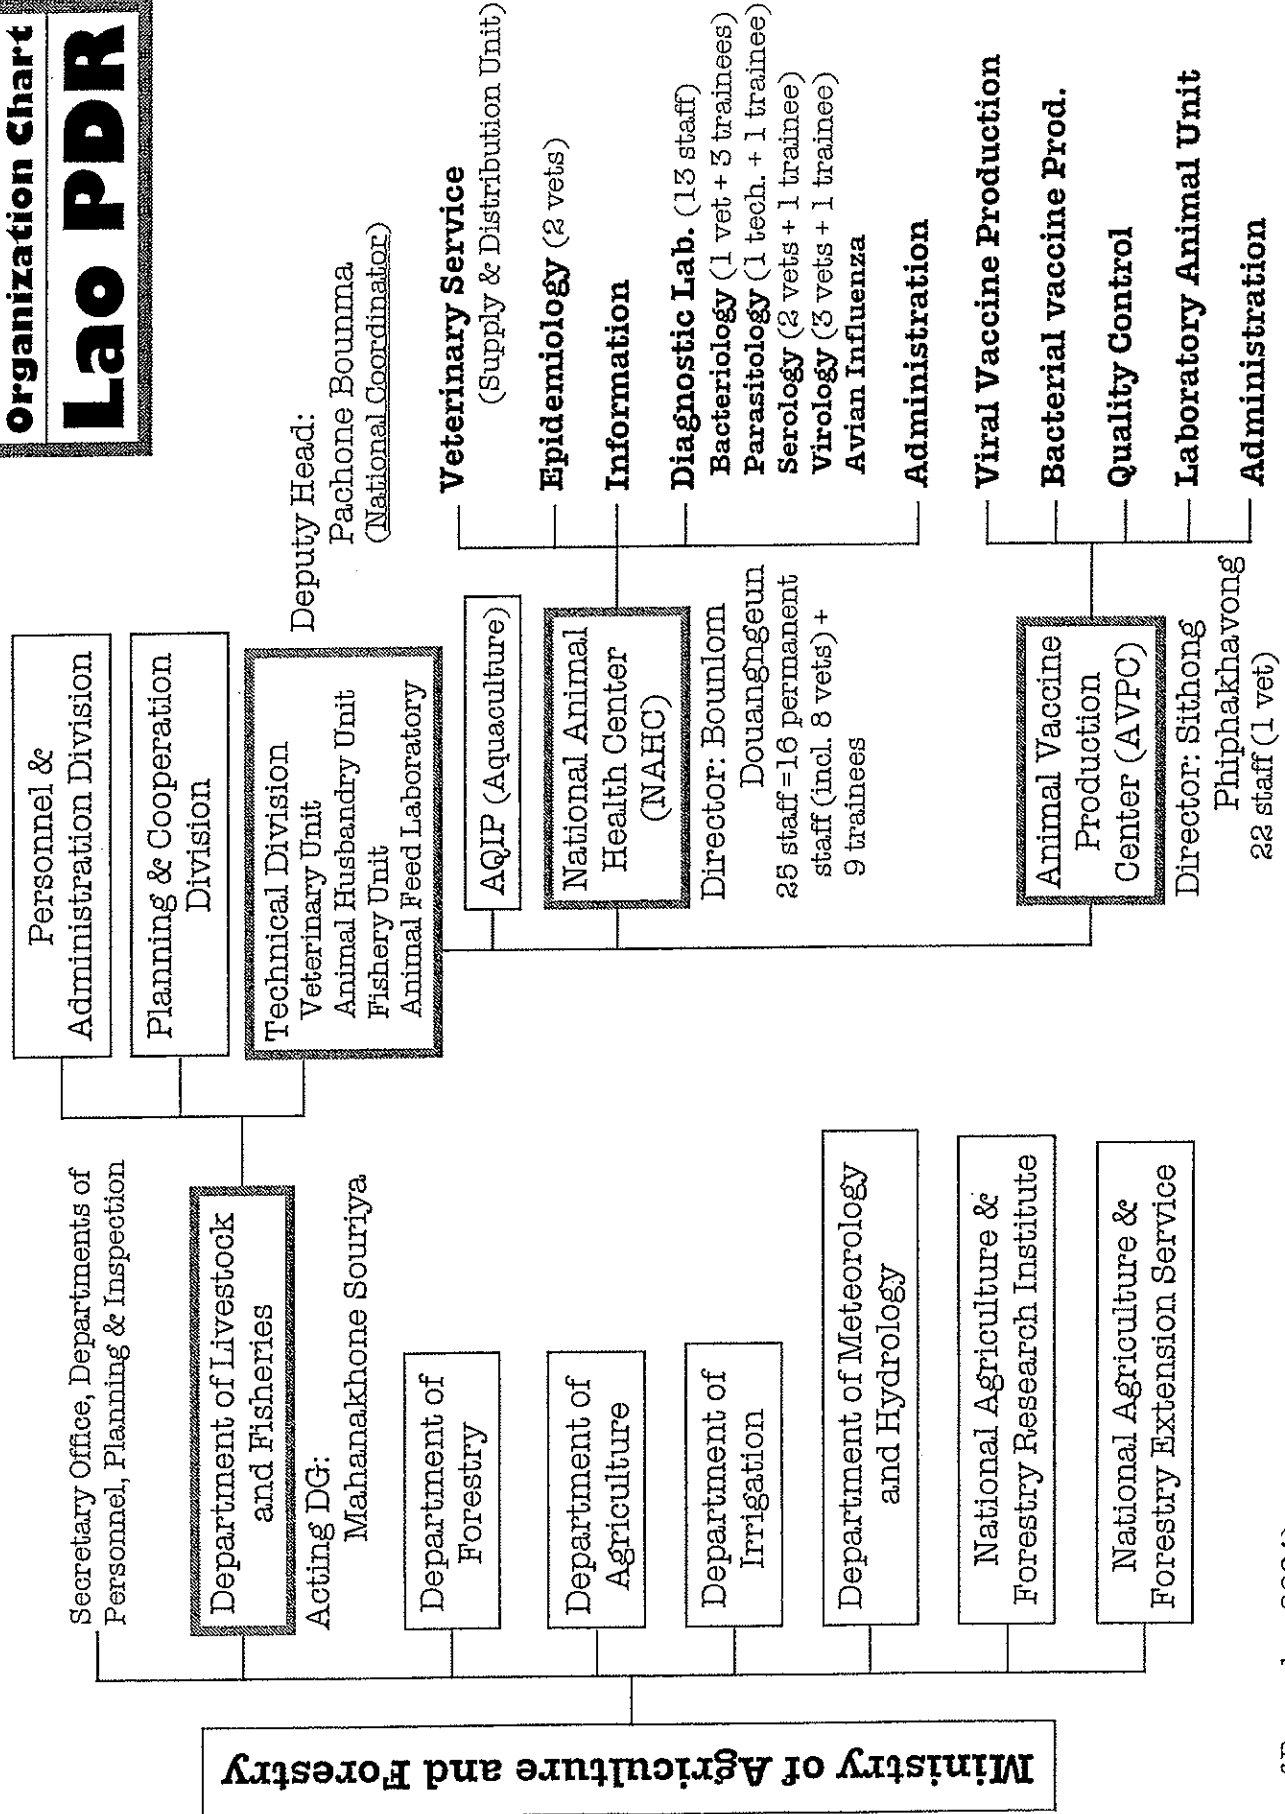 Organization Chart
Lao PDR
Ministry of Agriculture and Forestry
Secretary Office, Departments of
Personnel, Planning & Inspection
Department of Livestock
and Fisheries
Acting DG:
Mahanakhone Souriya
Department of
Forestry
Department of
Agriculture
Department of
Irrigation
Department of Meteorology
and Hydrology
National Agriculture &
Forestry Research Institute
National Agriculture &
Forestry Extension Service
Personnel &
Administration Division
Planning & Cooperation
Division
Technical Division
Veterinary Unit
Animal Husbandry Unit
Fishery Unit
Animal Feed Laboratory
Deputy Head:
Pachone Bounma
(National Coordinator)
AQIP (Aquaculture)
National Animal
Health Center
(NAHC)
Director: Bounlom
Douangngeun
25 staff =16 permanent
staff (incl. 8 vets) +
9 trainees
Animal Vaccine
Production
Center (AVPC)
Director: Sithong
Phiphakhavong
22 staff (1 vet)
Veterinary Service
(Supply & Distribution Unit)
Epidemiology (2 vets)
Information
Diagnostic Lab. (13 staff)
Bacteriology (1 vet + 3 trainees)
Parasitology (1 tech. + 1 trainee)
Serology (2 vets + 1 trainee)
Virology (3 vets + 1 trainee)
Avian Influenza
Administration
Viral Vaccine Production
Bacterial vaccine Prod.
Quality Control
Laboratory Animal Unit
Administration